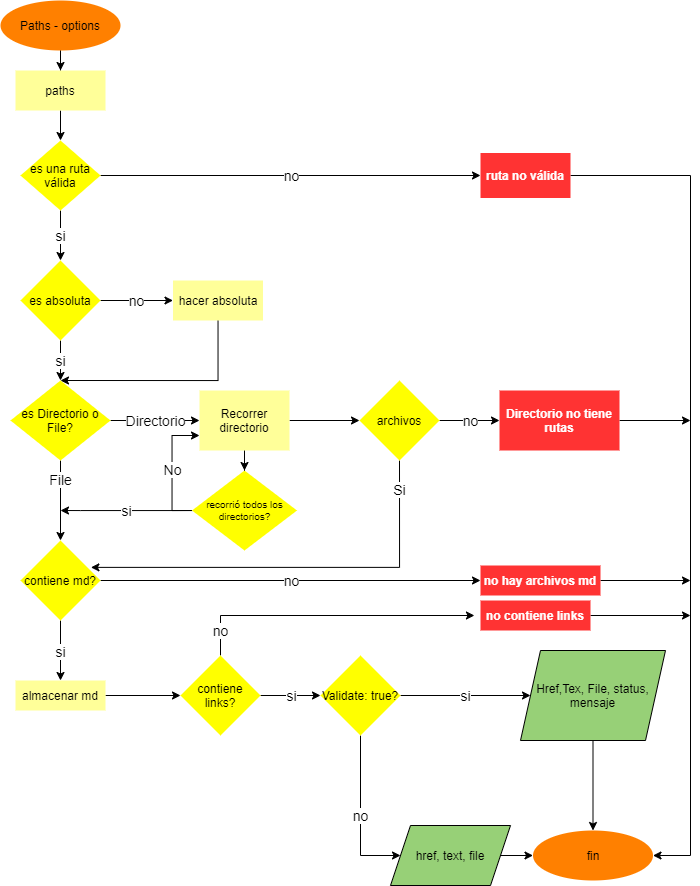 Paths - options
paths
es una ruta
válida
no
ruta no válida
si
es absoluta
no
hacer absoluta
si
es Directorio o
File?
Directorio
Recorrer
directorio
archivos
no
Directorio no tiene
rutas
No
File
Si
recorrió todos los
directorios?
si
contiene md?
no
no hay archivos md
no contiene links
no
si
almacenar md
contiene
links?
si
Validate: true?
si
Href,Tex, File, status,
mensaje
no
href, text, file
fin